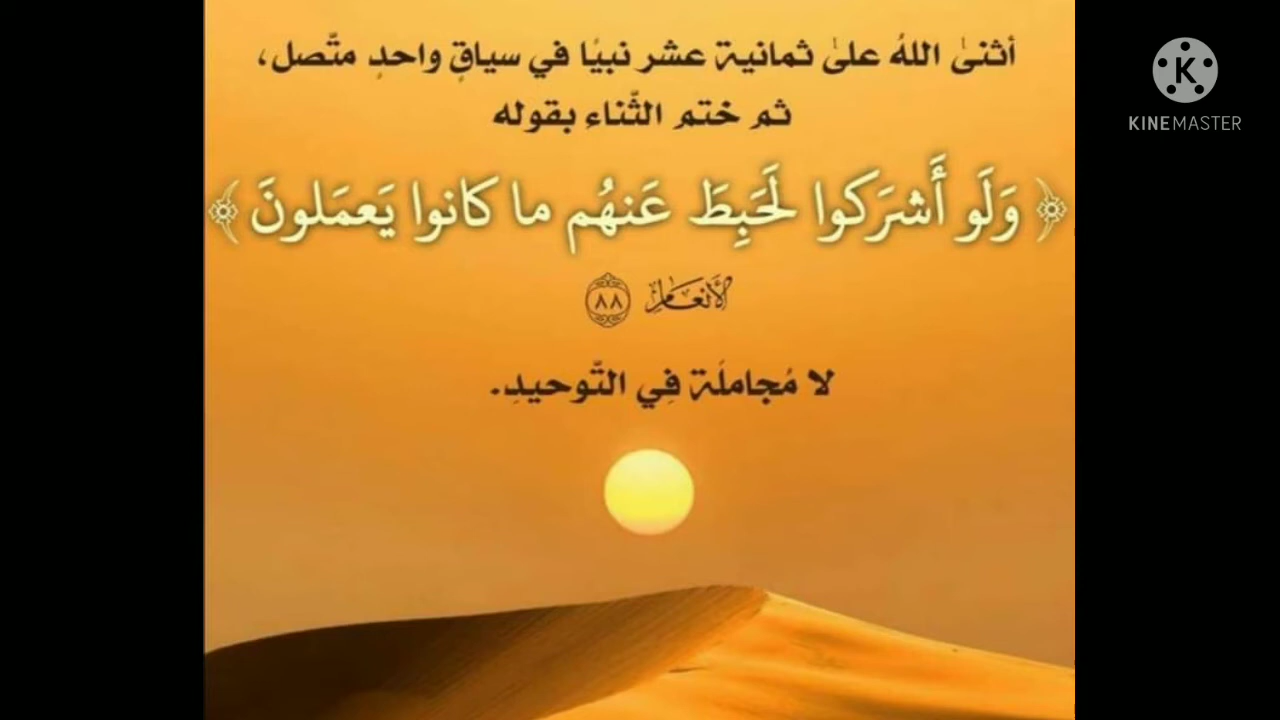 أثنىٰ اللهُ علىٰ ثمانية عشر نبيًا في سياقٍ واحدٍ متّصل،
ثم ختم الثّناء بقوله
﴿ وَلَو أَشرَكوا لَحَبِطَ عَنهُم ما كانوا يَعمَلونَ ﴾
الأنعام ٨٨
لا مُجاملَة فِي التَّوحيدِ.
KINEMASTER